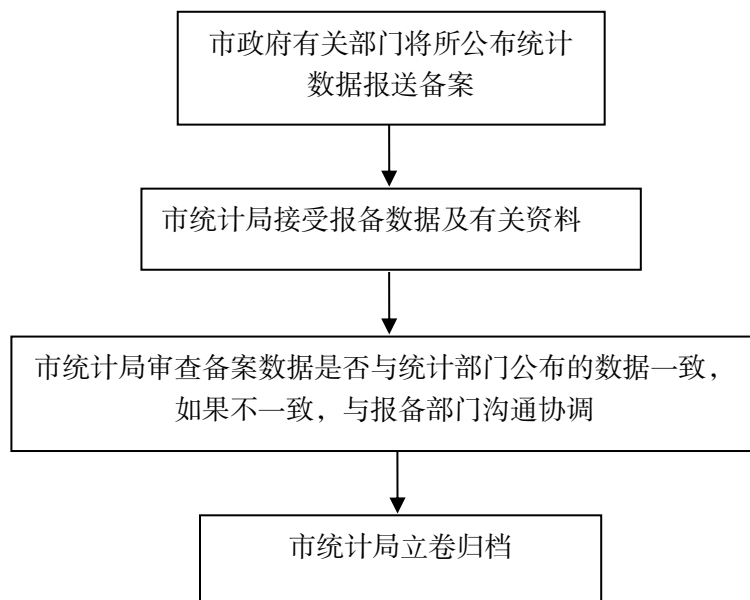 市政府有关部门将所公布统计
数据报送备案
市统计局接受报备数据及有关资料
市统计局审查备案数据是否与统计部门公布的数据一致，
如果不一致，与报备部门沟通协调
市统计局立卷归档